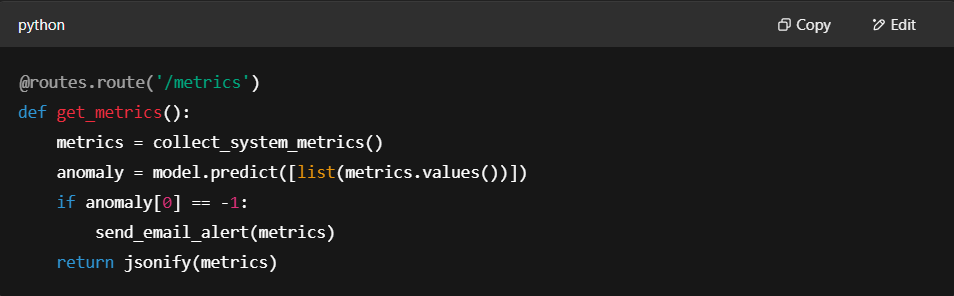 python Copy Edit
@routes.route('/metrics')
def get_metrics():
    metrics = collect_system_metrics()
    anomaly = model.predict([list(metrics.values())])
    if anomaly[0] == -1:
        send_email_alert(metrics)
    return jsonify(metrics)